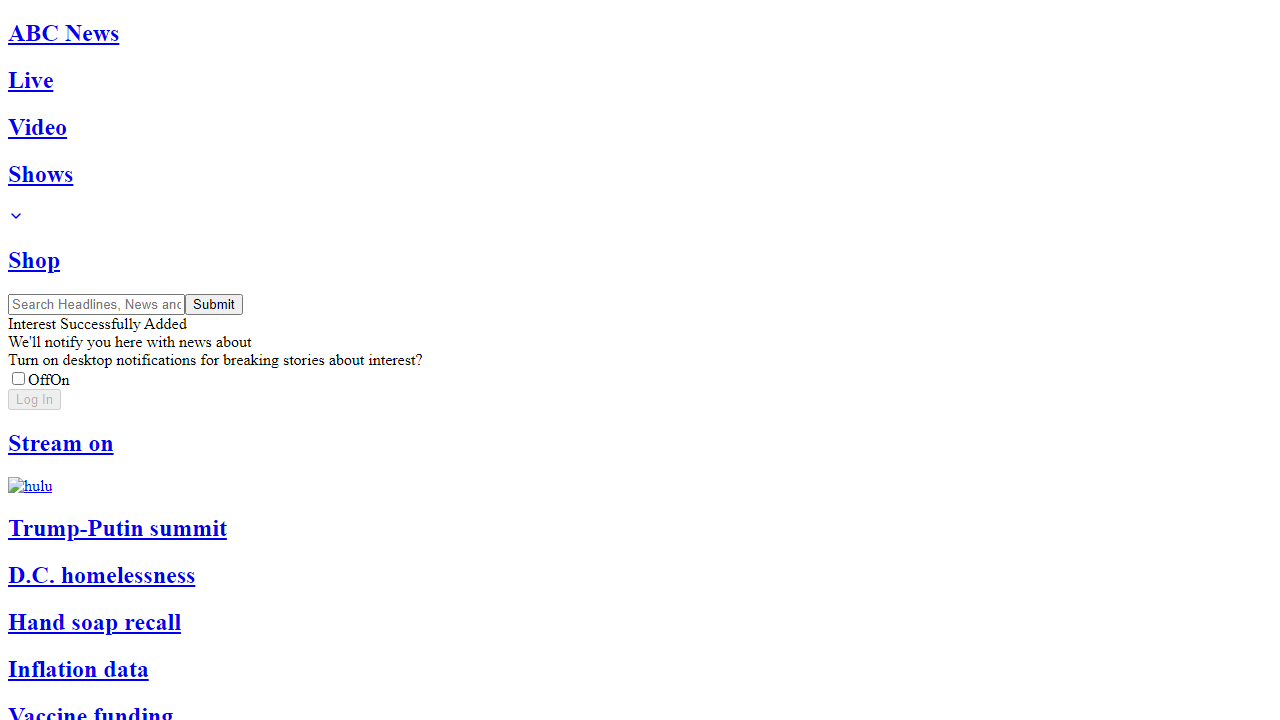 ABC News
Live
Video
Shows
Shop
Search Headlines, News and Submit
Interest Successfully Added
We'll notify you here with news about
Turn on desktop notifications for breaking stories about interest?
OffOn
Log In
Stream on
hulu
Trump-Putin summit
D.C. homelessness
Hand soap recall
Inflation data
Vaccine funding